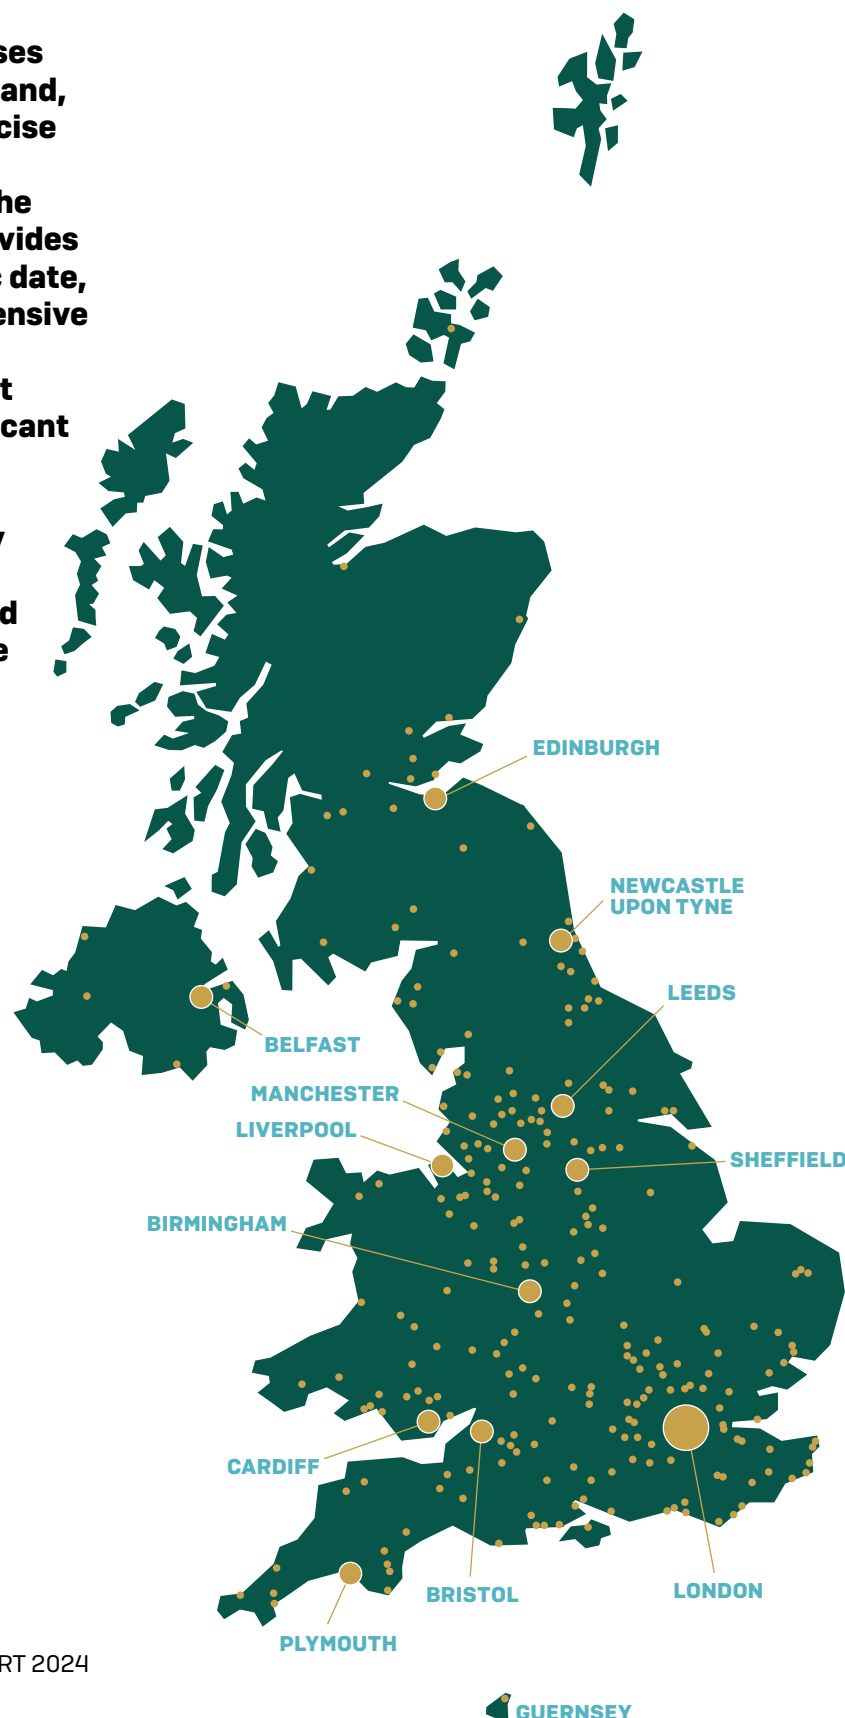 ses
and,
cise
he
vides
c date,
ensive
t
cant
y
d
e
EDINBURGH
NEWCASTLE
UPON TYNE
LEEDS
BELFAST
MANCHESTER
LIVERPOOL
SHEFFIELD
BIRMINGHAM
CARDIFF
BRISTOL
LONDON
PLYMOUTH
RT 2024
GUERNSEY